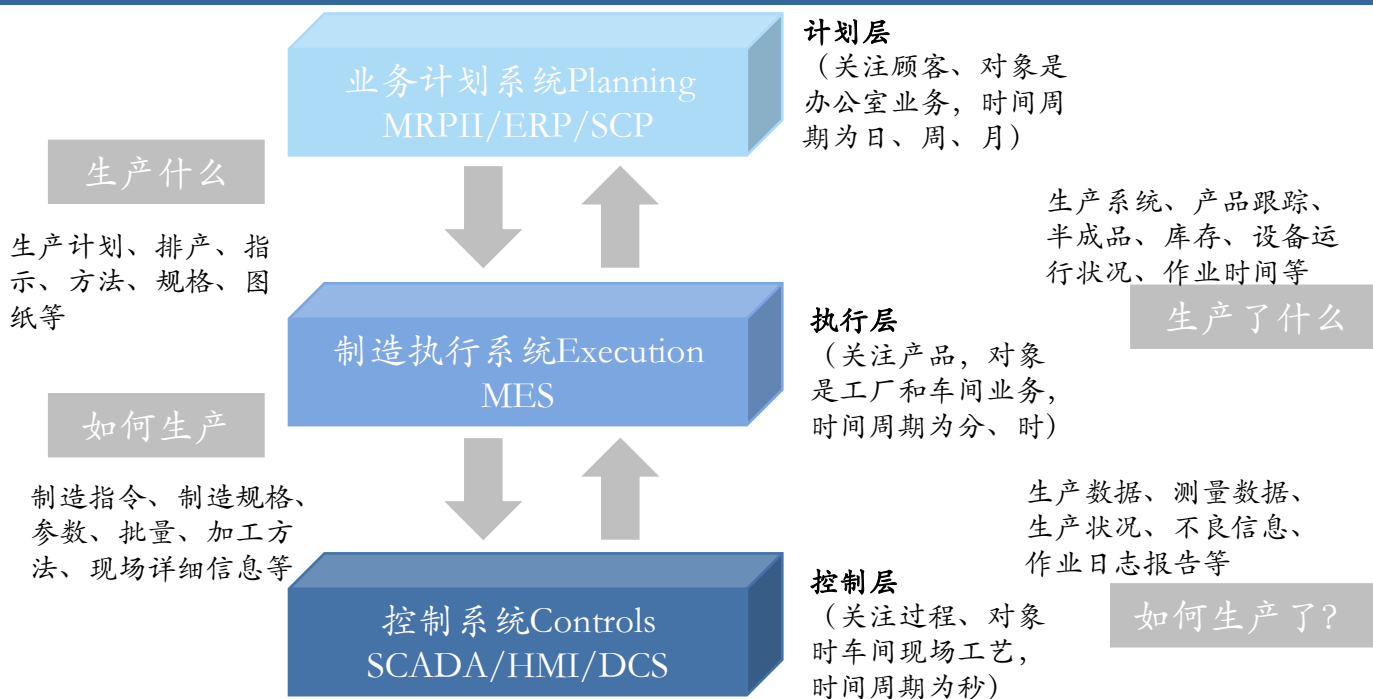 业务计划系统Planning
MRPII/ERP/SCP
计划层
（关注顾客、对象是
办公室业务，时间周
期为日、周、月）
生产什么
生产计划、排产、指
示、方法、规格、图
纸等
生产系统、产品跟踪、
半成品、库存、设备运
行状况、作业时间等
生产了什么
制造执行系统Execution
MES
执行层
（关注产品，对象
是工厂和车间业务，
时间周期为分、时）
如何生产
制造指令、制造规格、
参数、批量、加工方
法、现场详细信息等
生产数据、测量数据、
生产状况、不良信息、
作业日志报告等
如何生产了？
控制系统Controls
SCADA/HMI/DCS
控制层
（关注过程、对象
时车间现场工艺，
时间周期为秒）